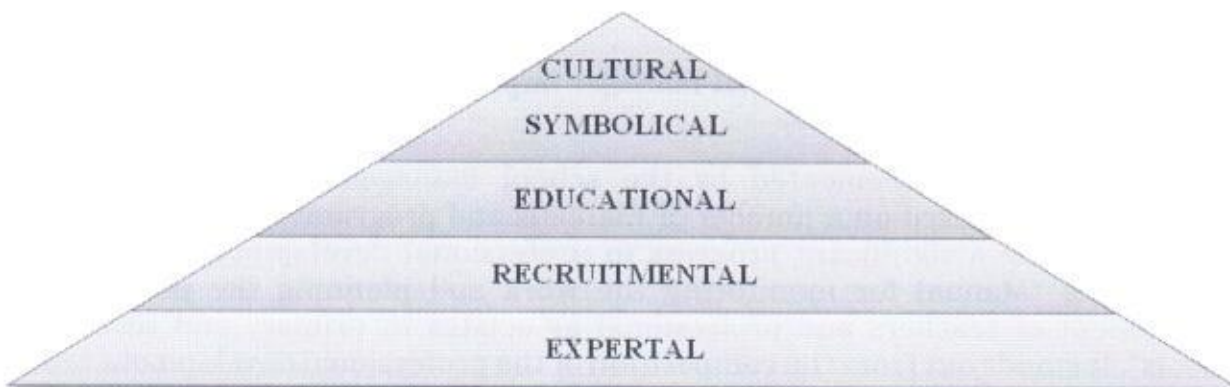 CULTURAL
SYMBOLICAL
EDUCATIONAL
RECRUITMENTAL
EXPERTAL